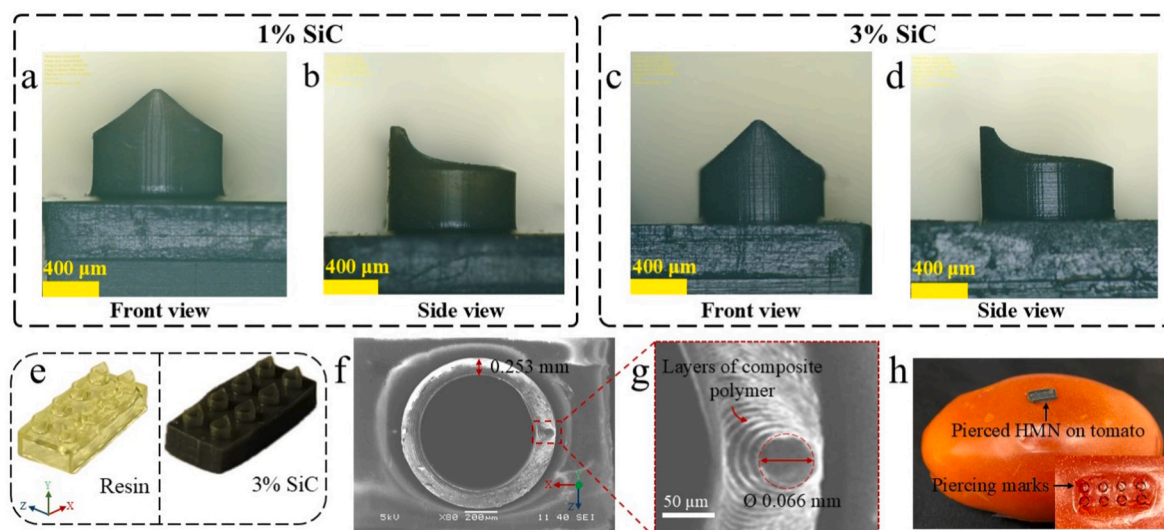 1% SiC
3% SiC
a
b
c
d
400 μm
400 μm
400 μm
400 μm
Front view
Side view
Front view
Side view
e
Resin
3% SiC
Y
Z
X
f
0.253 mm
X
Z
5kV X80 200μm 11 40 SEI
g
Layers of composite
polymer
50 μm
Ø 0.066 mm
h
Pierced HMN on tomato
Piercing marks